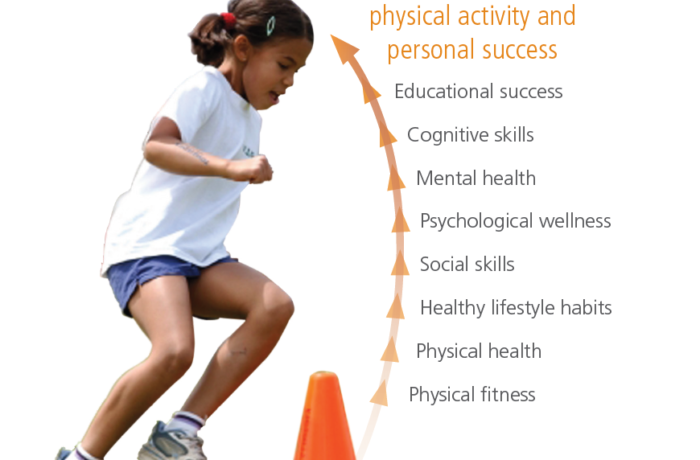 physical activity and
personal success
Educational success
Cognitive skills
Mental health
Psychological wellness
Social skills
Healthy lifestyle habits
Physical health
Physical fitness